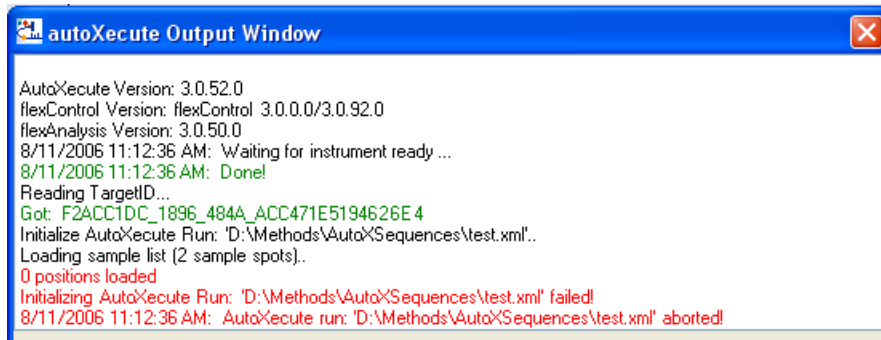 autoXecute Output Window
AutoXecute Version: 3.0.52.0
flexControl Version: flexControl 3.0.0.0/3.0.92.0
flexAnalysis Version: 3.0.50.0
8/11/2006 11:12:36 AM: Waiting for instrument ready ...
8/11/2006 11:12:36 AM: Done!
Reading TargetID...
Got: F2ACC1DC_1896_484A_ACC471E5194626E 4
Initialize AutoXecute Run: 'D:\Methods\AutoXSequences\test.xml'..
Loading sample list (2 sample spots)..
0 positions loaded
Initializing AutoXecute Run: 'D:\Methods\AutoXSequences\test.xml' failed!
8/11/2006 11:12:36 AM: AutoXecute run: 'D:\Methods\AutoXSequences\test.xml' aborted!